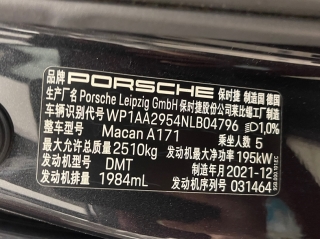 品牌 PORSCHE 保时捷 制造国 德国
生产厂名 Porsche Leipzig GmbH 保时捷股份公司莱比锡工厂制造
车辆识别代号 WP1AA2954NLB04796 1,0%
整车型号 Macan A171 乘坐人数 5
最大允许总质量 2510kg 发动机最大净功率 195kW
发动机型号 DMT 制造年月 2021-12
发动机排量 1984mL 发动机序列号 031464